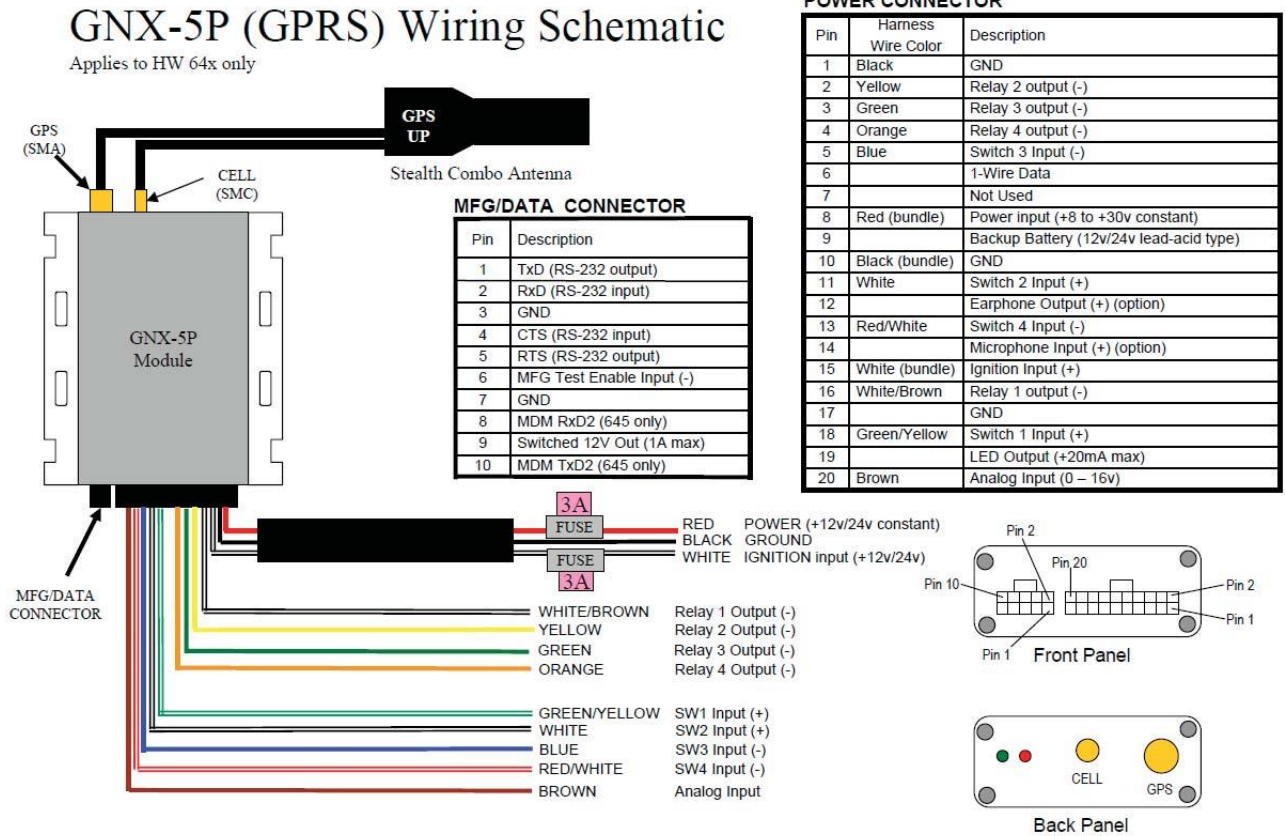 GNX-5P (GPRS) Wiring Schematic
Applies to HW 64x only
GPS
(SMA)
CELL
(SMC)
GPS
UP
Stealth Combo Antenna
GNX-5P
Module
MFG/DATA
CONNECTOR
MFG/DATA CONNECTOR
Pin Description
1 TxD (RS-232 output)
2 RxD (RS-232 input)
3 GND
4 CTS (RS-232 input)
5 RTS (RS-232 output)
6 MFG Test Enable Input (-)
7 GND
8 MDM RxD2 (645 only)
9 Switched 12V Out (1A max)
10 MDM TxD2 (645 only)
POWER CONNECTOR
Pin Harness Wire Color Description
1 Black GND
2 Yellow Relay 2 output (-)
3 Green Relay 3 output (-)
4 Orange Relay 4 output (-)
5 Blue Switch 3 Input (-)
6 1-Wire Data
7 Not Used
8 Red (bundle) Power input (+8 to +30v constant)
9 Backup Battery (12v/24v lead-acid type)
10 Black (bundle) GND
11 White Switch 2 Input (+)
12 Earphone Output (+) (option)
13 Red/White Switch 4 Input (-)
14 Microphone Input (+) (option)
15 White (bundle) Ignition Input (+)
16 White/Brown Relay 1 output (-)
17 GND
18 Green/Yellow Switch 1 Input (+)
19 LED Output (+20mA max)
20 Brown Analog Input (0 – 16v)
3A
FUSE
RED POWER (+12v/24v constant)
BLACK GROUND
WHITE IGNITION input (+12v/24v)
FUSE
3A
WHITE/BROWN Relay 1 Output (-)
YELLOW Relay 2 Output (-)
GREEN Relay 3 Output (-)
ORANGE Relay 4 Output (-)
GREEN/YELLOW SW1 Input (+)
WHITE SW2 Input (+)
BLUE SW3 Input (-)
RED/WHITE SW4 Input (-)
BROWN Analog Input
Pin 2
Pin 20
Pin 10
Pin 2
Pin 1
Pin 1
Front Panel
CELL
GPS
Back Panel